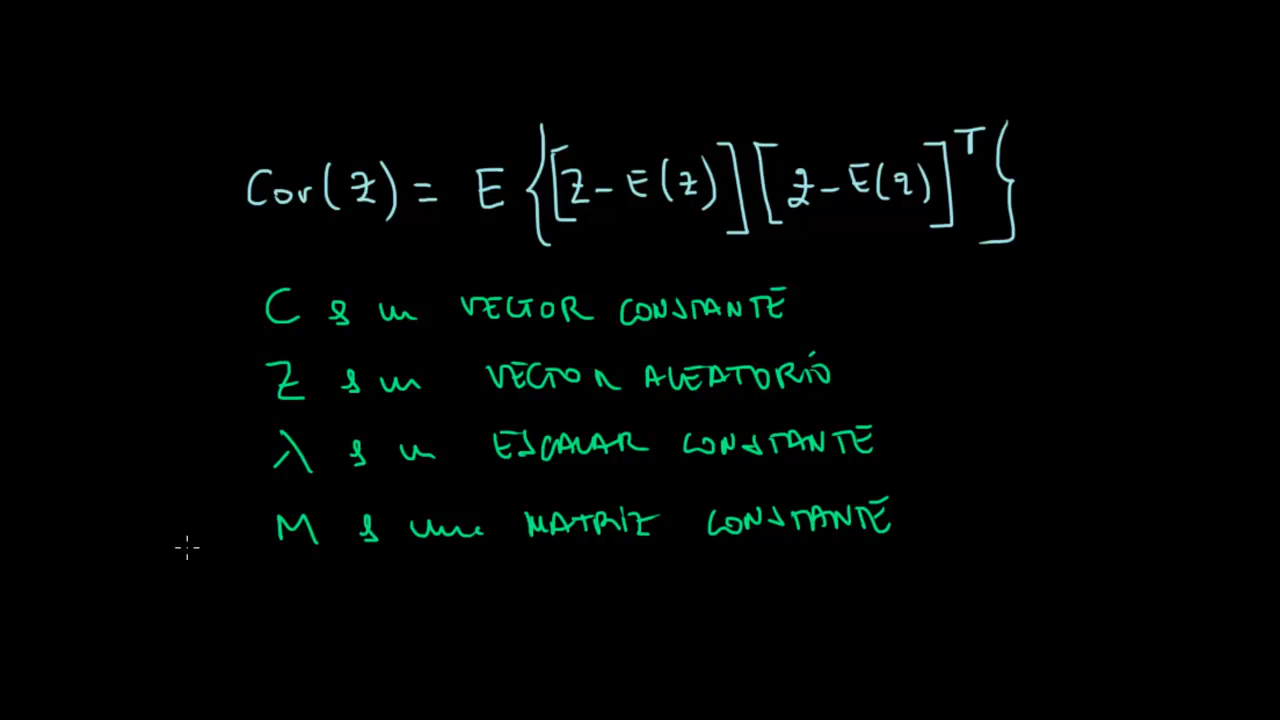 Cov(Z) = E{[Z-E(Z)][Z-E(Z)]^T}
C es un VECTOR CONSTANTE
Z es un VECTOR ALEATORIO
λ es un ESCALAR CONSTANTE
M es una MATRIZ CONSTANTE